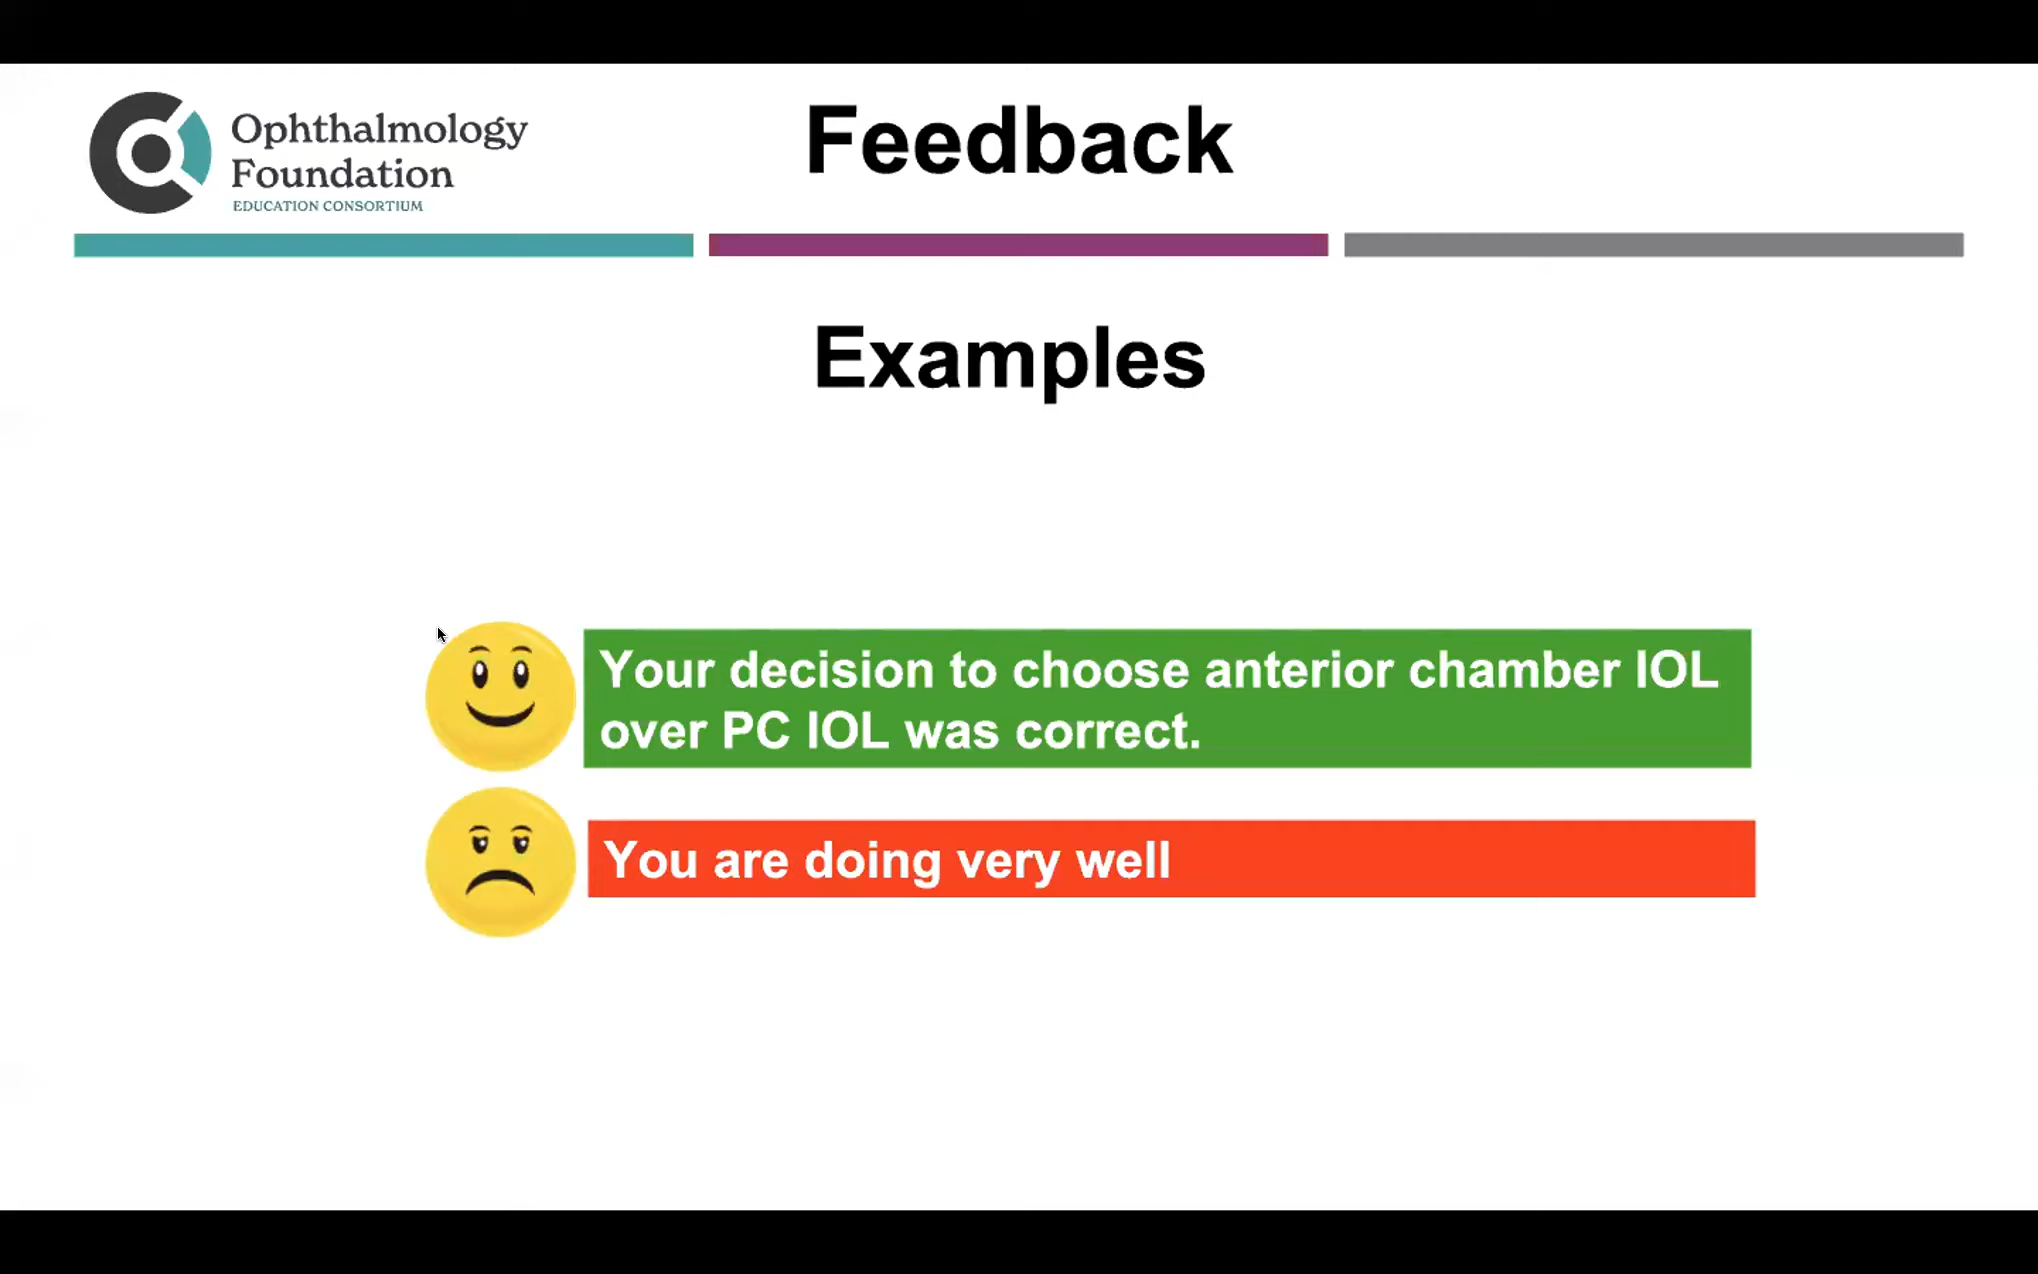 Ophthalmology
Foundation
EDUCATION CONSORTIUM
Feedback
Examples
Your decision to choose anterior chamber IOL
over PC IOL was correct.
You are doing very well